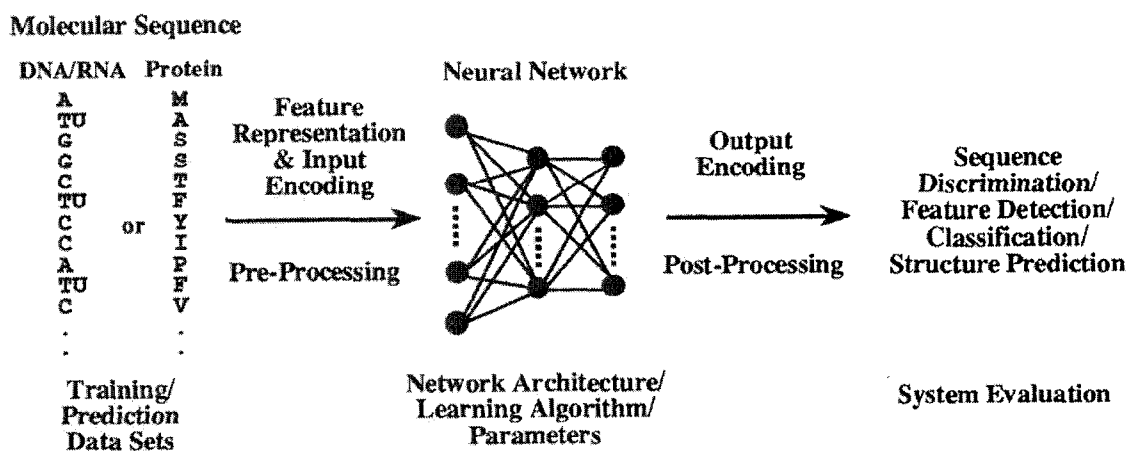 Molecular Sequence
DNA/RNA Protein
A M
TU A
G S
G S
C T
TU F
C Y
or
C I
A P
TU F
C V
. .
. .
Training/
Prediction
Data Sets
Feature
Representation
& Input
Encoding
Pre-Processing
Neural Network
Network Architecture/
Learning Algorithm/
Parameters
Output
Encoding
Post-Processing
Sequence
Discrimination/
Feature Detection/
Classification/
Structure Prediction
System Evaluation